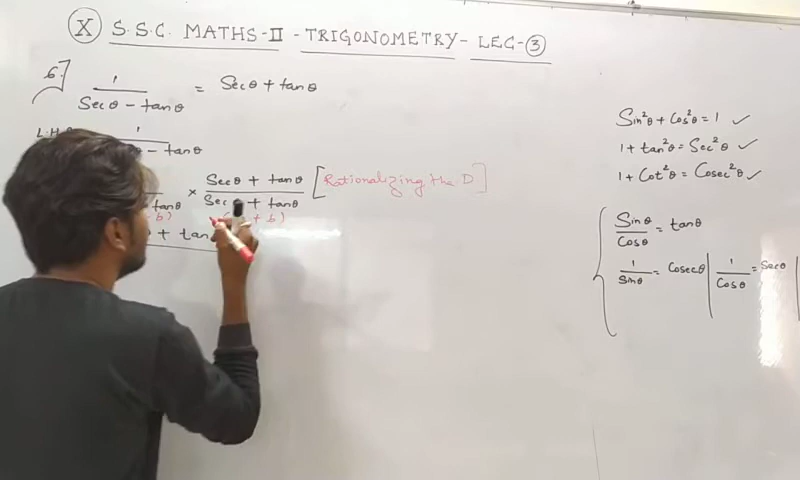 X S.S.C. MATHS-II - TRIGONOMETRY - LEC-3
6.] 1/(Secθ - tanθ) = Secθ + tanθ
L.H.S 1/( - tanθ)
tanθ × (Secθ + tanθ)/(Sec + tanθ) [Rationalizing the D]
b) ( + b)
+ tan
Sin²θ + Cos²θ = 1 ✓
1 + tan²θ = Sec²θ ✓
1 + Cot²θ = Cosec²θ ✓
Sinθ/Cosθ = tanθ
1/Sinθ = Cosecθ | 1/Cosθ = Secθ |